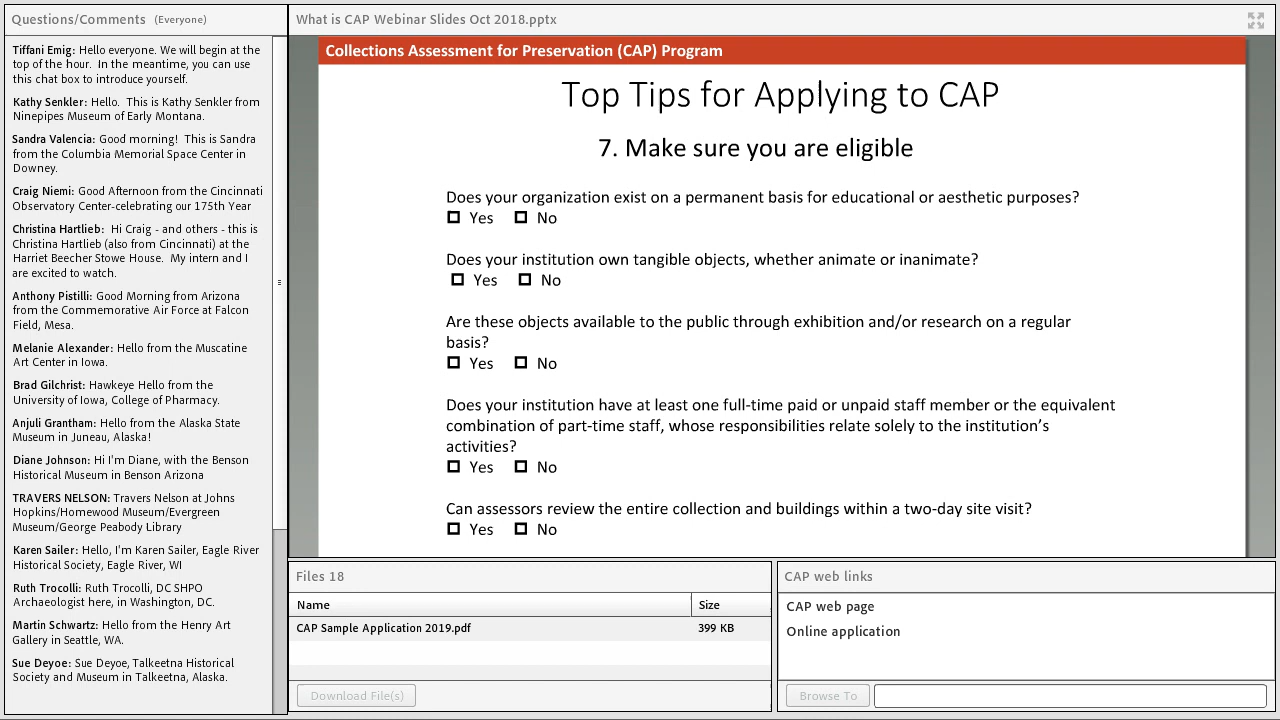 Questions/Comments (Everyone)
Tiffani Emig: Hello everyone. We will begin at the
top of the hour. In the meantime, you can use
this chat box to introduce yourself.
Kathy Senkler: Hello. This is Kathy Senkler from
Ninepipes Museum of Early Montana.
Sandra Valencia: Good morning! This is Sandra
from the Columbia Memorial Space Center in
Downey.
Craig Niemi: Good Afternoon from the Cincinnati
Observatory Center-celebrating our 175th Year
Christina Hartlieb: Hi Craig - and others - this is
Christina Hartlieb (also from Cincinnati) at the
Harriet Beecher Stowe House. My intern and I
are excited to watch.
Anthony Pistilli: Good Morning from Arizona
from the Commemorative Air Force at Falcon
Field, Mesa.
Melanie Alexander: Hello from the Muscatine
Art Center in Iowa.
Brad Gilchrist: Hawkeye Hello from the
University of Iowa, College of Pharmacy.
Anjuli Grantham: Hello from the Alaska State
Museum in Juneau, Alaska!
Diane Johnson: Hi I'm Diane, with the Benson
Historical Museum in Benson Arizona
TRAVERS NELSON: Travers Nelson at Johns
Hopkins/Homewood Museum/Evergreen
Museum/George Peabody Library
Karen Sailer: Hello, I'm Karen Sailer, Eagle River
Historical Society, Eagle River, WI
Ruth Trocolli: Ruth Trocolli, DC SHPO
Archaeologist here, in Washington, DC.
Martin Schwartz: Hello from the Henry Art
Gallery in Seattle, WA.
Sue Deyoe: Sue Deyoe, Talkeetna Historical
Society and Museum in Talkeetna, Alaska.
What is CAP Webinar Slides Oct 2018.pptx
Collections Assessment for Preservation (CAP) Program
Top Tips for Applying to CAP
7. Make sure you are eligible
Does your organization exist on a permanent basis for educational or aesthetic purposes?
Yes No
Does your institution own tangible objects, whether animate or inanimate?
Yes No
Are these objects available to the public through exhibition and/or research on a regular
basis?
Yes No
Does your institution have at least one full-time paid or unpaid staff member or the equivalent
combination of part-time staff, whose responsibilities relate solely to the institution's
activities?
Yes No
Can assessors review the entire collection and buildings within a two-day site visit?
Yes No
Files 18
Name Size
CAP Sample Application 2019.pdf 399 KB
Download File(s)
CAP web links
CAP web page
Online application
Browse To